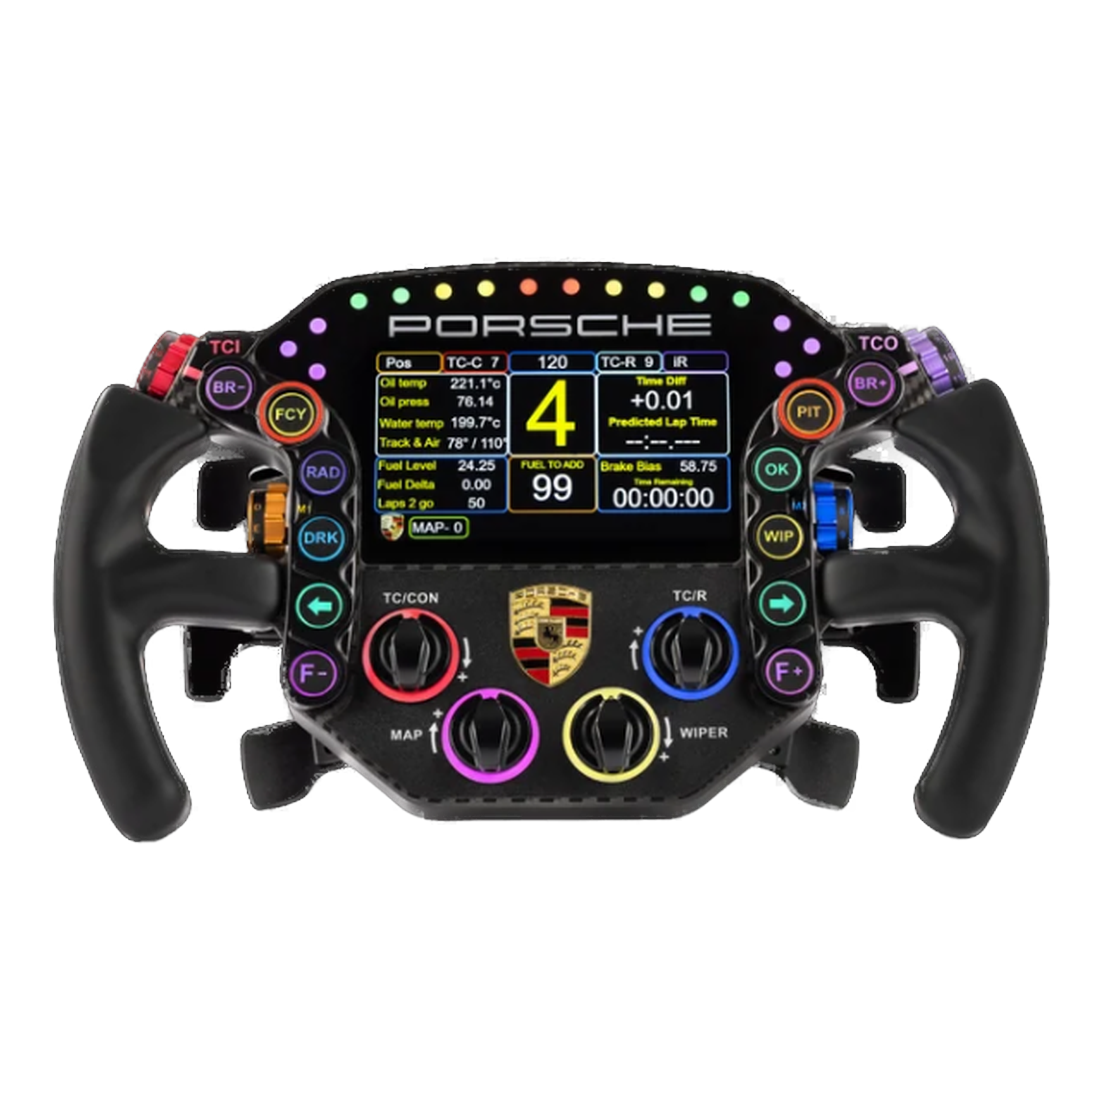 PORSCHE
TCI
TCO
BR-
BR+
FCY
PIT
Pos TC-C 7 120 TC-R 9 iR
Oil temp 221.1°c
Oil press 76.14
Water temp 199.7°c
Track & Air 78° / 110°
4
Time Diff
+0.01
Predicted Lap Time
--:--.---
RAD
OK
Fuel Level 24.25
Fuel Delta 0.00
Laps 2 go 50
FUEL TO ADD
99
Brake Bias 58.75
Time Remaining
00:00:00
MAP- 0
DRK
WIP
TC/CON
TC/R
F-
F+
MAP
WIPER